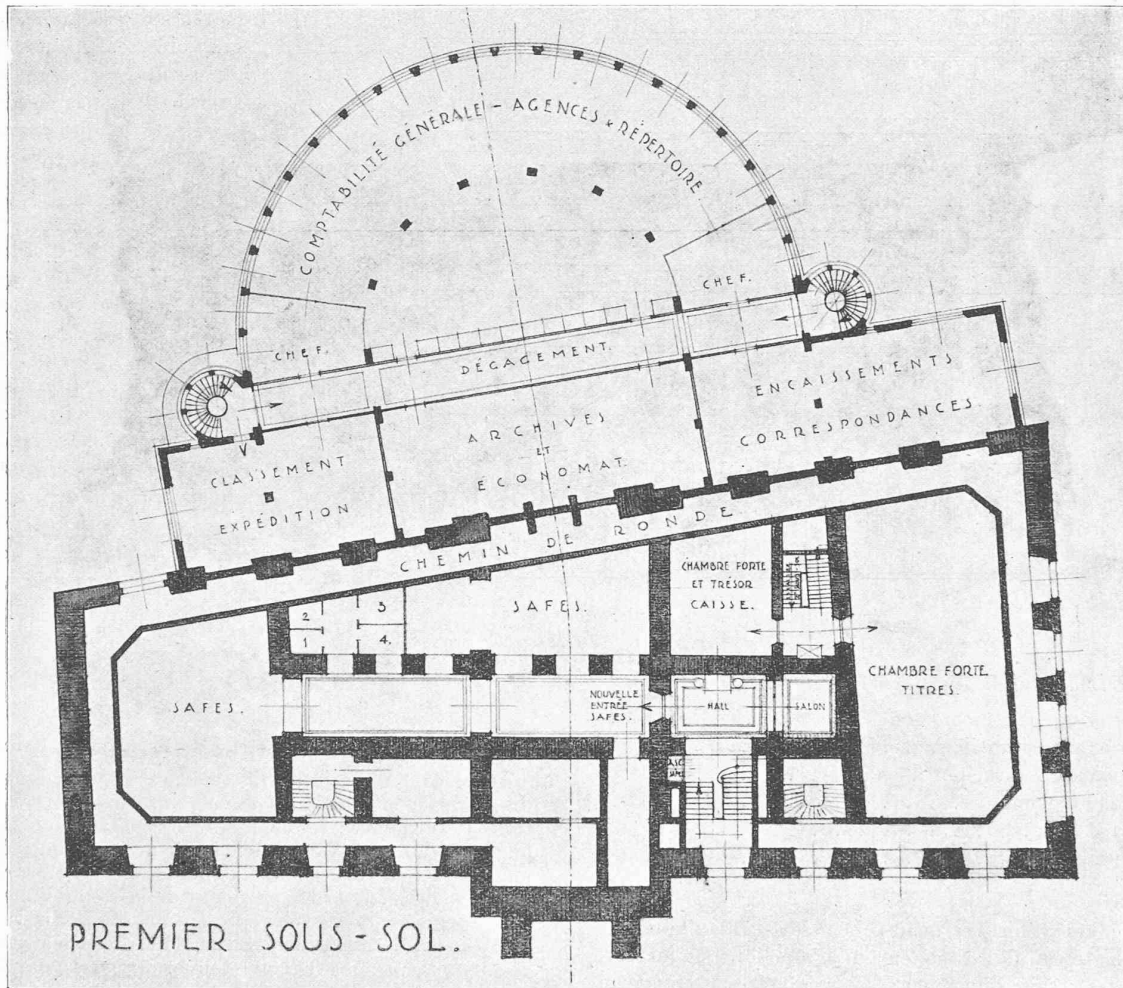 COMPTABILITÉ GÉNÉRALE - AGENCES & RÉPERTOIRE
CHEF.
CHEF.
DÉGAGEMENT.
ENCAISSEMENTS
CORRESPONDANCES.
ARCHIVES
ET
ECONOMAT.
CLASSEMENT
EXPÉDITION
CHEMIN DE RONDE
CHAMBRE FORTE
ET TRÉSOR
CAISSE.
SAFES.
2
3
1
4.
CHAMBRE FORTE
TITRES.
SAFES.
NOUVELLE
ENTRÉE
SAFES.
HALL
SALON
PREMIER SOUS-SOL.